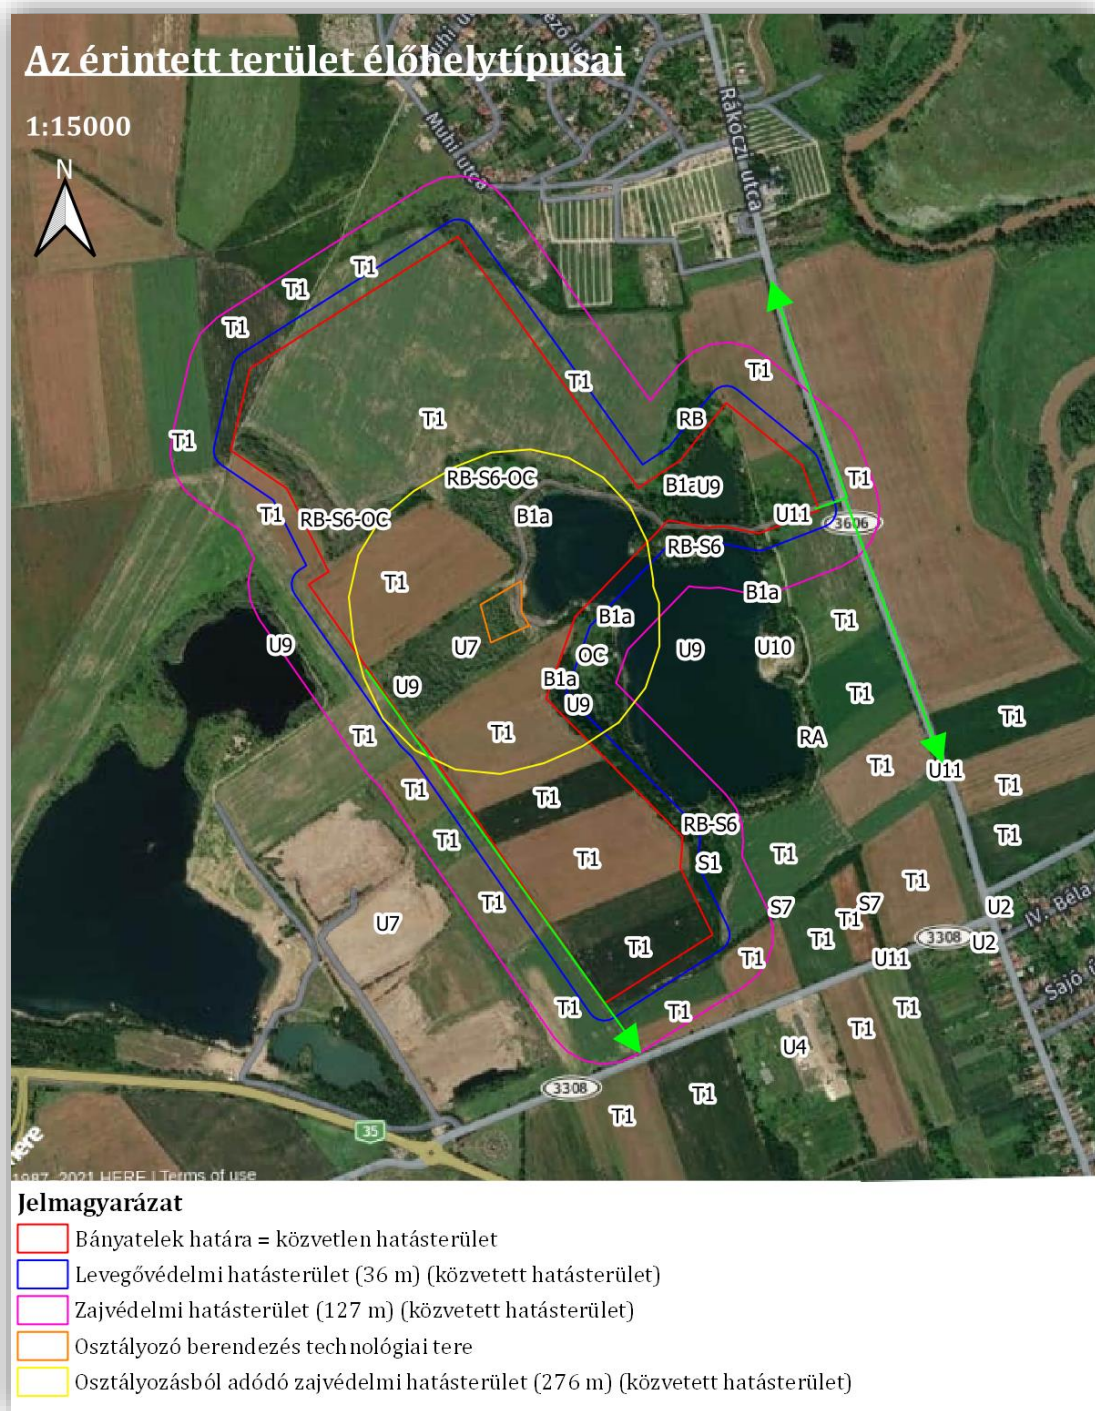 Az érintett terület élőhelytípusai
1:15000
N
Muhi utca
Rákóczi utca
T1
T1
T1
T1
T1
T1
RB
T1
T1
RB-S6-OC
B1a
U9
T1
T1
RB-S6-OC
B1a
U11
3606
RB-S6
T1
B1a
B1a
T1
U9
U7
OC
U9
U10
B1a
U9
U9
T1
T1
T1
T1
RA
T1
T1
U11
T1
T1
T1
RB-S6
T1
T1
T1
S1
T1
T1
T1
S7
S7
T1
U2
IV. Béla
U7
T1
T1
T1
U11
3308
U2
Sajó u
T1
T1
T1
T1
U4
3308
T1
T1
35
here
1987, 2021 HERE | Terms of use
Jelmagyarázat
Bányatelek határa = közvetlen hatásterület
Levegővédelmi hatásterület (36 m) (közvetett hatásterület)
Zajvédelmi hatásterület (127 m) (közvetett hatásterület)
Osztályozó berendezés technológiai tere
Osztályozásból adódó zajvédelmi hatásterület (276 m) (közvetett hatásterület)